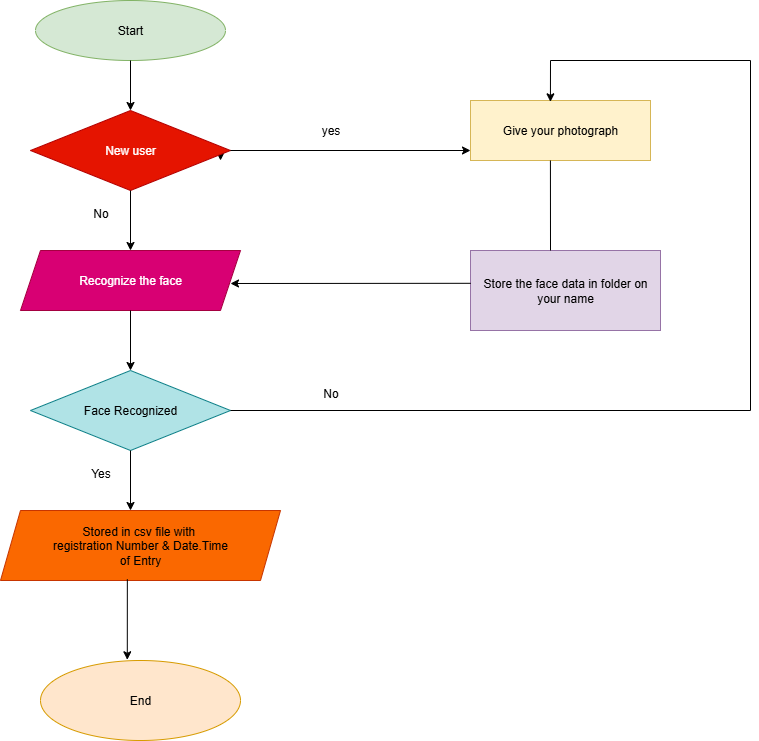 Start
New user
yes
Give your photograph
No
Recognize the face
Store the face data in folder on
your name
Face Recognized
No
Yes
Stored in csv file with
registration Number & Date.Time
of Entry
End